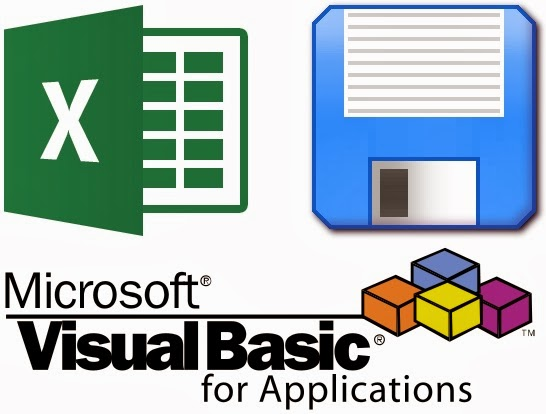 X
Microsoft®
Visual Basic®
TM
for Applications